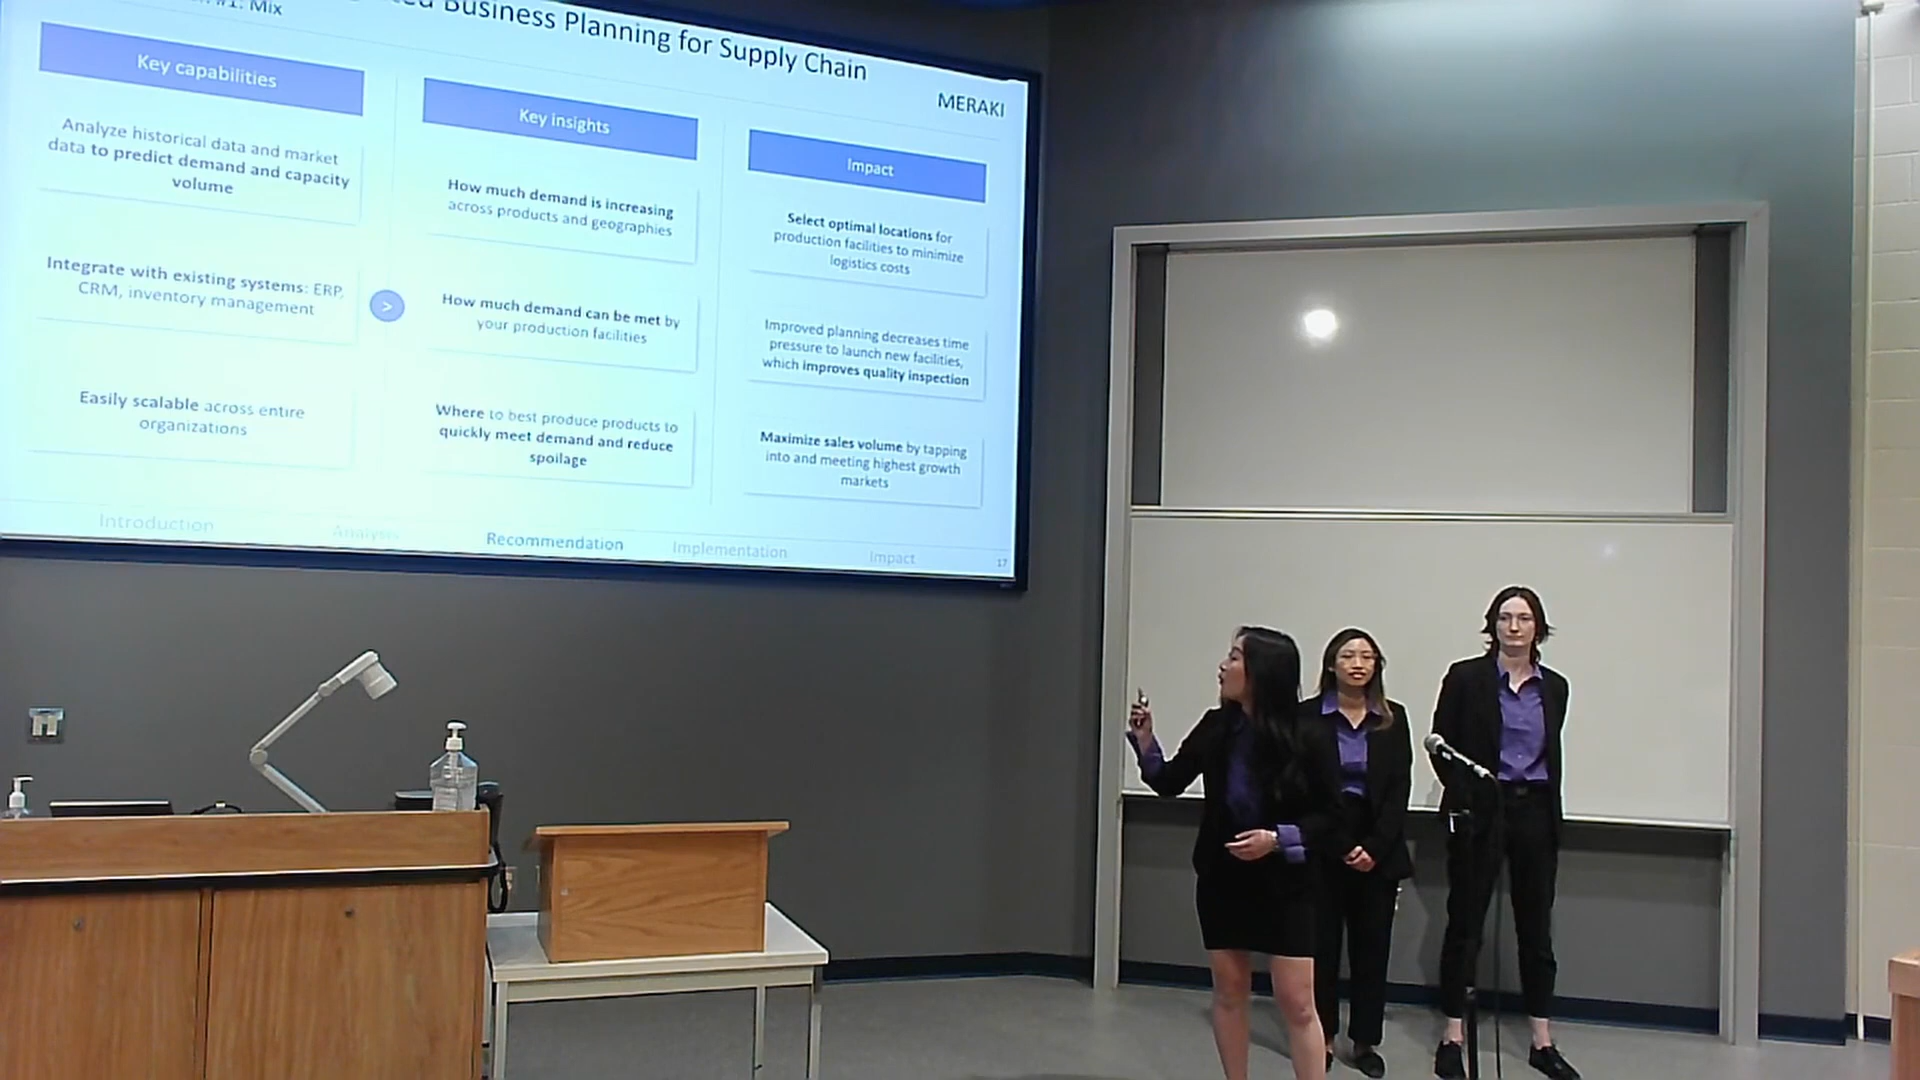 Business Planning for Supply Chain
#1: Mix
MERAKI
Key capabilities
Analyze historical data and market
data to predict demand and capacity
volume
Integrate with existing systems: ERP,
CRM, inventory management
Easily scalable across entire
organizations
>
Key insights
How much demand is increasing
across products and geographies
How much demand can be met by
your production facilities
Where to best produce products to
quickly meet demand and reduce
spoilage
Impact
Select optimal locations for
production facilities to minimize
logistics costs
Improved planning decreases time
pressure to launch new facilities,
which improves quality inspection
Maximize sales volume by tapping
into and meeting highest growth
markets
Introduction
Analysis
Recommendation
Implementation
Impact
17